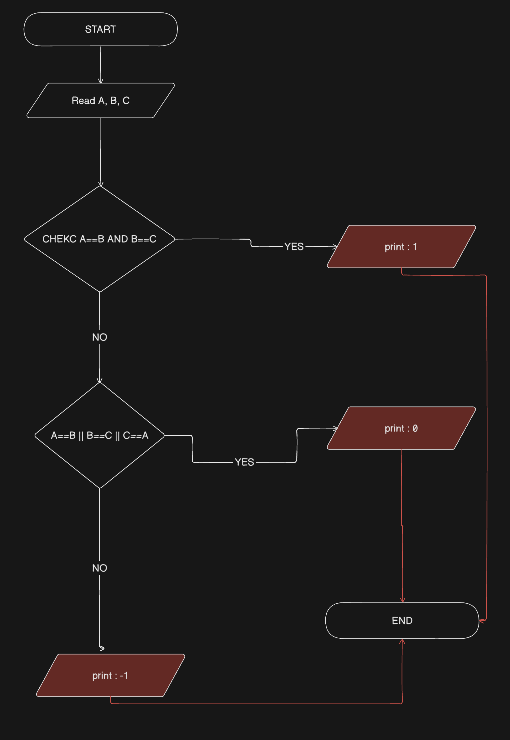 START
Read A, B, C
CHEKC A==B AND B==C
YES
print : 1
NO
A==B || B==C || C==A
YES
print : 0
NO
END
print : -1